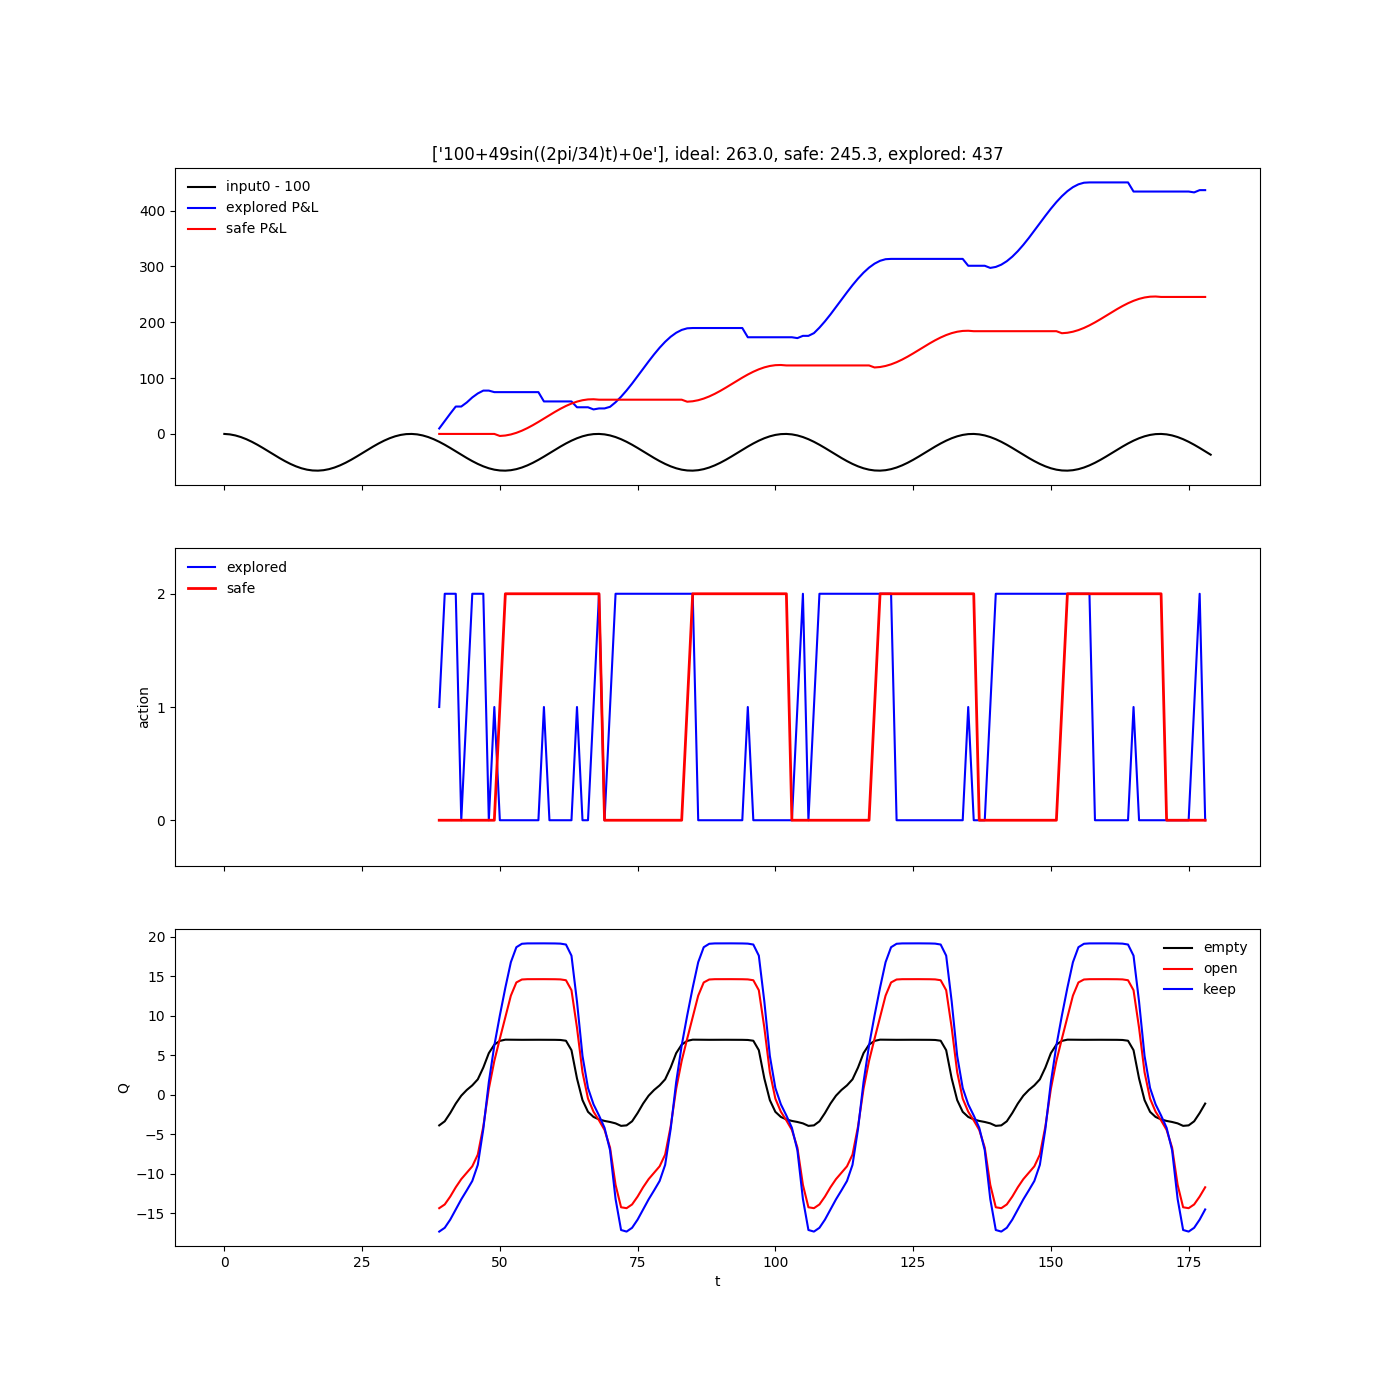 ['100+49sin((2pi/34)t)+0e'], ideal: 263.0, safe: 245.3, explored: 437
input0 - 100
explored P&L
safe P&L
400
300
200
100
0
explored
safe
2
1
0
action
empty
open
keep
20
15
10
5
0
−5
−10
−15
Q
0 25 50 75 100 125 150 175
t